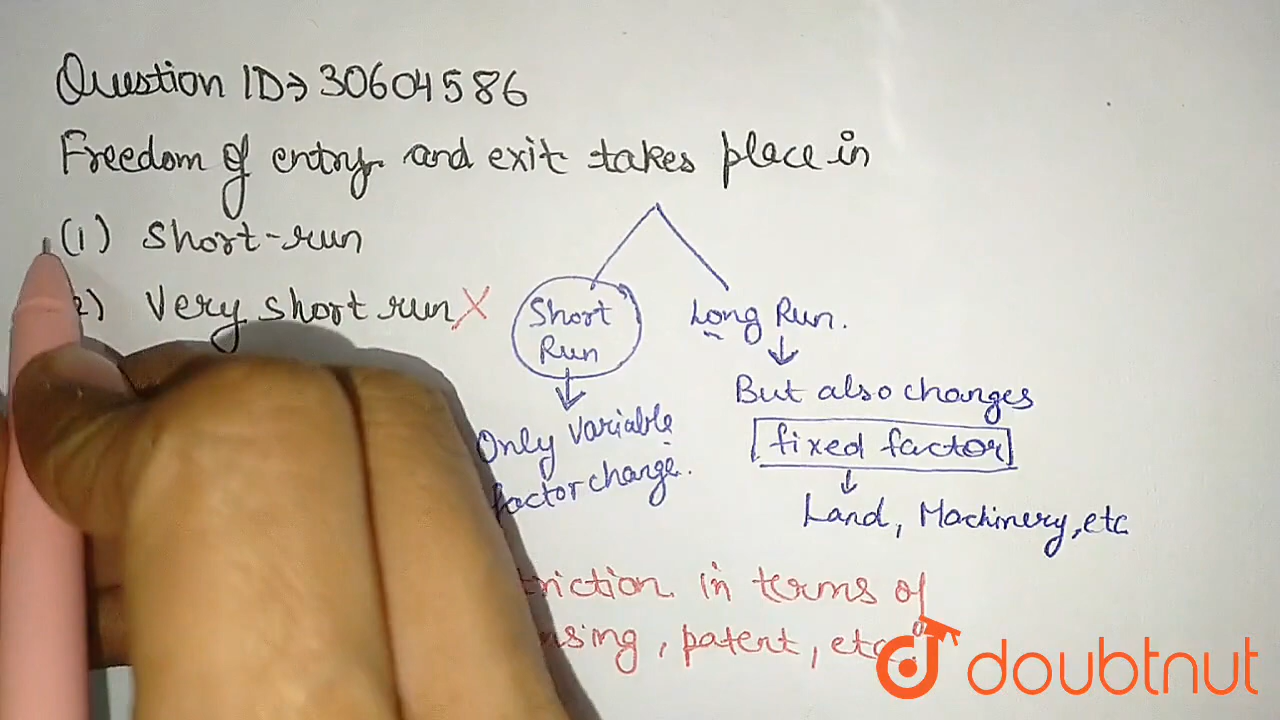 Question ID→ 30604586
Freedom of entry and exit takes place in
(1) Short-run
2) Very short run X
Short
Run
Only variable
factor change.
Long Run.
But also changes
fixed factor
Land, Machinery, etc
in terms of
, patent, etc.
doubtnut